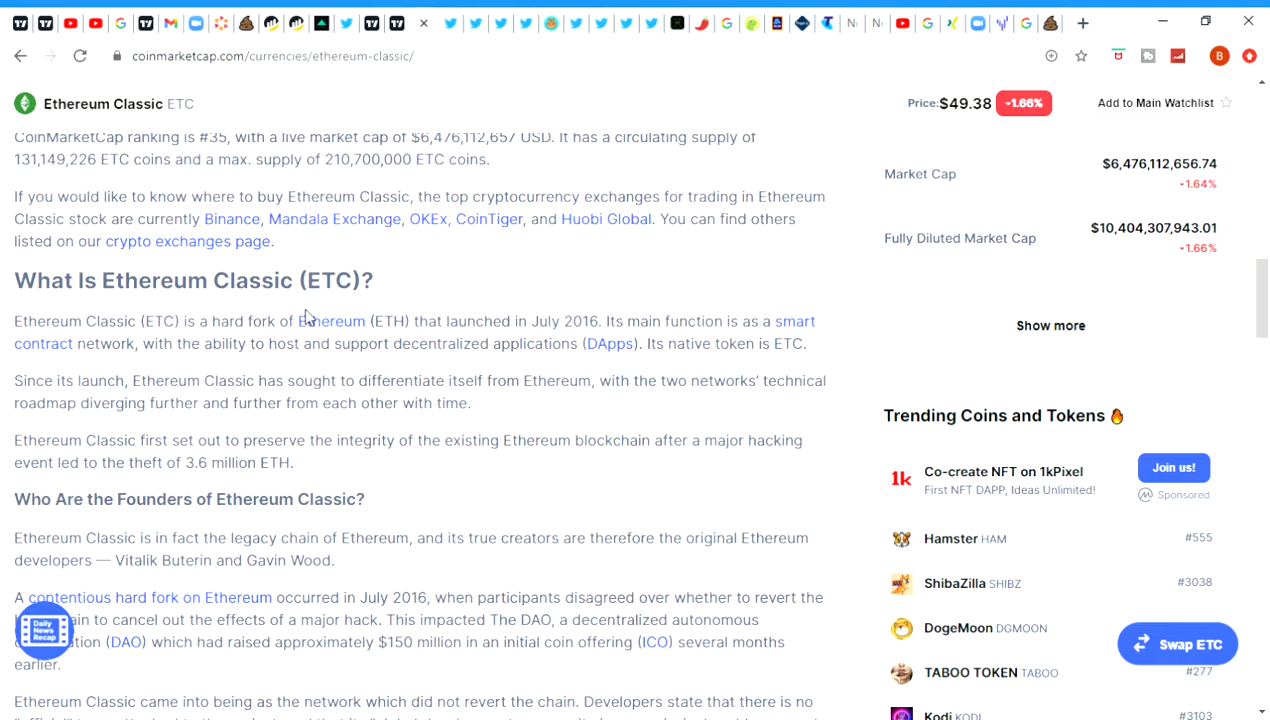 coinmarketcap.com/currencies/ethereum-classic/
B
Ethereum Classic ETC
Price: $49.38 -1.66%
Add to Main Watchlist
CoinMarketCap ranking is #35, with a live market cap of $6,476,112,657 USD. It has a circulating supply of
131,149,226 ETC coins and a max. supply of 210,700,000 ETC coins.
If you would like to know where to buy Ethereum Classic, the top cryptocurrency exchanges for trading in Ethereum
Classic stock are currently Binance, Mandala Exchange, OKEx, CoinTiger, and Huobi Global. You can find others
listed on our crypto exchanges page.
What Is Ethereum Classic (ETC)?
Ethereum Classic (ETC) is a hard fork of Ethereum (ETH) that launched in July 2016. Its main function is as a smart
contract network, with the ability to host and support decentralized applications (DApps). Its native token is ETC.
Since its launch, Ethereum Classic has sought to differentiate itself from Ethereum, with the two networks' technical
roadmap diverging further and further from each other with time.
Ethereum Classic first set out to preserve the integrity of the existing Ethereum blockchain after a major hacking
event led to the theft of 3.6 million ETH.
Who Are the Founders of Ethereum Classic?
Ethereum Classic is in fact the legacy chain of Ethereum, and its true creators are therefore the original Ethereum
developers — Vitalik Buterin and Gavin Wood.
A contentious hard fork on Ethereum occurred in July 2016, when participants disagreed over whether to revert the
to cancel out the effects of a major hack. This impacted The DAO, a decentralized autonomous
(DAO) which had raised approximately $150 million in an initial coin offering (ICO) several months
earlier.
Ethereum Classic came into being as the network which did not revert the chain. Developers state that there is no
Daily
News
Recap
Market Cap
$6,476,112,656.74
1.64%
Fully Diluted Market Cap
$10,404,307,943.01
1.66%
Show more
Trending Coins and Tokens
1k
Co-create NFT on 1kPixel
First NFT DAPP, Ideas Unlimited!
Join us!
Sponsored
Hamster HAM #555
ShibaZilla SHIBZ #3038
DogeMoon DGMOON
Swap ETC
TABOO TOKEN TABOO #277
Kodi KODI #3103